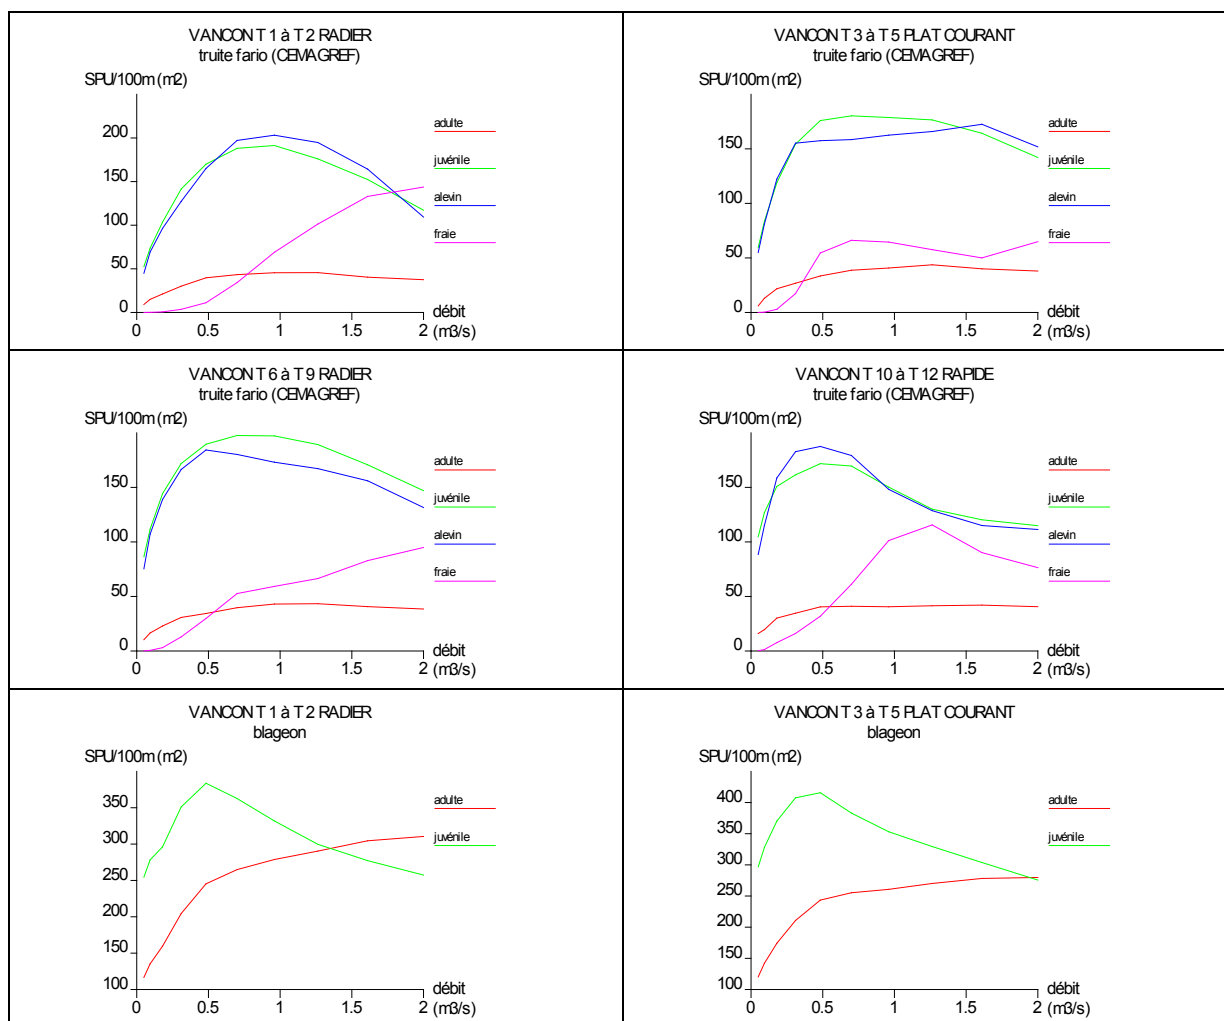 VANCON T 1 à T 2 RADIER
truite fario (CEMAGREF)
SPU/100m (m2)
200
150
100
50
0
0 0.5 1 1.5 2
débit
(m3/s)
adulte
juvénile
alevin
fraie
VANCON T 3 à T 5 PLAT COURANT
truite fario (CEMAGREF)
SPU/100m (m2)
150
100
50
0
0 0.5 1 1.5 2
débit
(m3/s)
adulte
juvénile
alevin
fraie
VANCON T 6 à T 9 RADIER
truite fario (CEMAGREF)
SPU/100m (m2)
150
100
50
0
0 0.5 1 1.5 2
débit
(m3/s)
adulte
juvénile
alevin
fraie
VANCON T 10 à T 12 RAPIDE
truite fario (CEMAGREF)
SPU/100m (m2)
150
100
50
0
0 0.5 1 1.5 2
débit
(m3/s)
adulte
juvénile
alevin
fraie
VANCON T 1 à T 2 RADIER
blageon
SPU/100m (m2)
350
300
250
200
150
100
0 0.5 1 1.5 2
débit
(m3/s)
adulte
juvénile
VANCON T 3 à T 5 PLAT COURANT
blageon
SPU/100m (m2)
400
350
300
250
200
150
100
0 0.5 1 1.5 2
débit
(m3/s)
adulte
juvénile